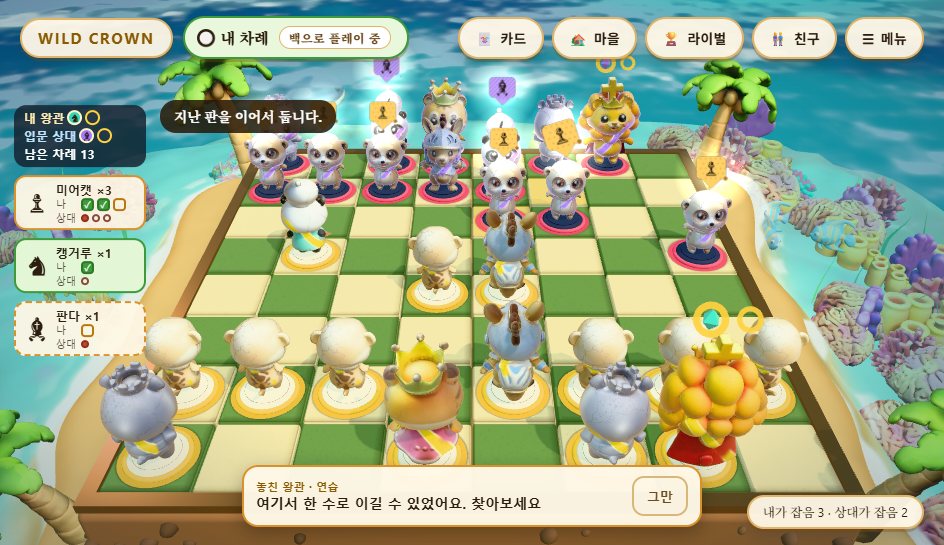 WILD CROWN
내 차례
백으로 플레이 중
카드
마을
라이벌
친구
메뉴
내 왕관
입문 상대
남은 차례 13
지난 판을 이어서 둡니다.
미어캣 ×3
나
상대
캥거루 ×1
나
상대
판다 ×1
나
상대
놓친 왕관 · 연습
여기서 한 수로 이길 수 있었어요. 찾아보세요
그만
내가 잡음 3 · 상대가 잡음 2